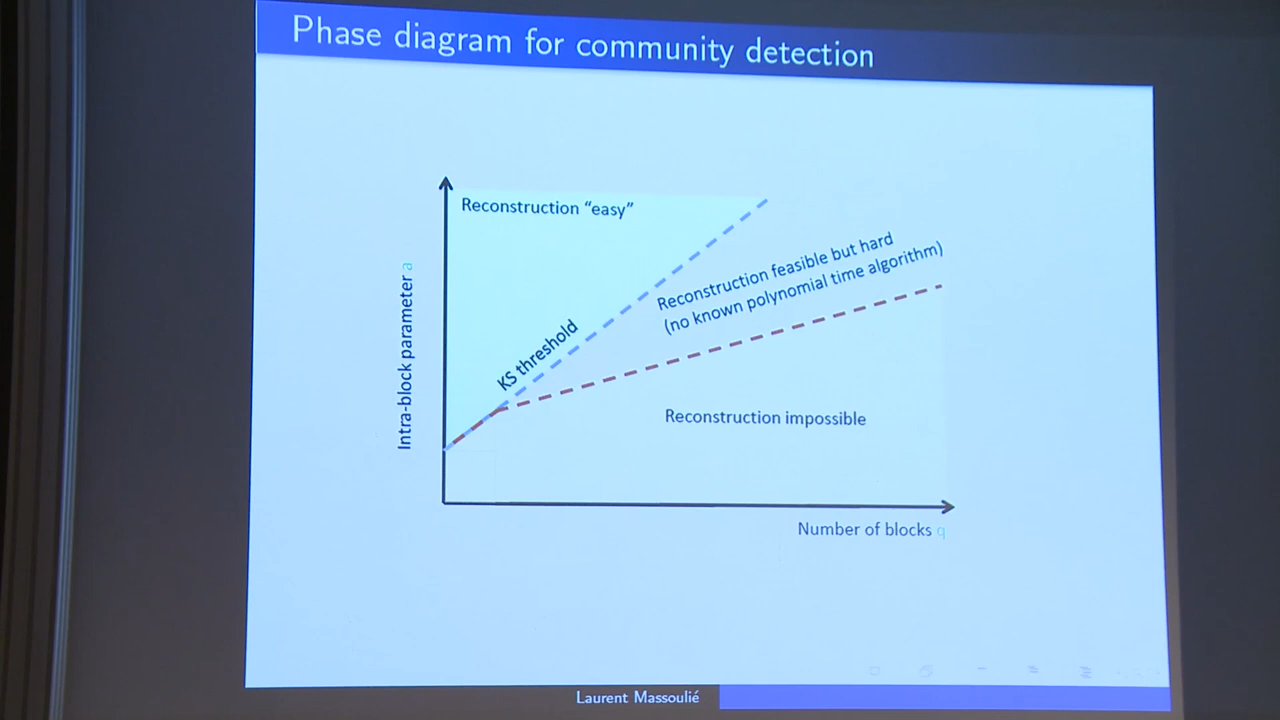 Phase diagram for community detection
Reconstruction “easy”
Reconstruction feasible but hard
(no known polynomial time algorithm)
KS threshold
Intra-block parameter a
Reconstruction impossible
Number of blocks q
Laurent Massoulié